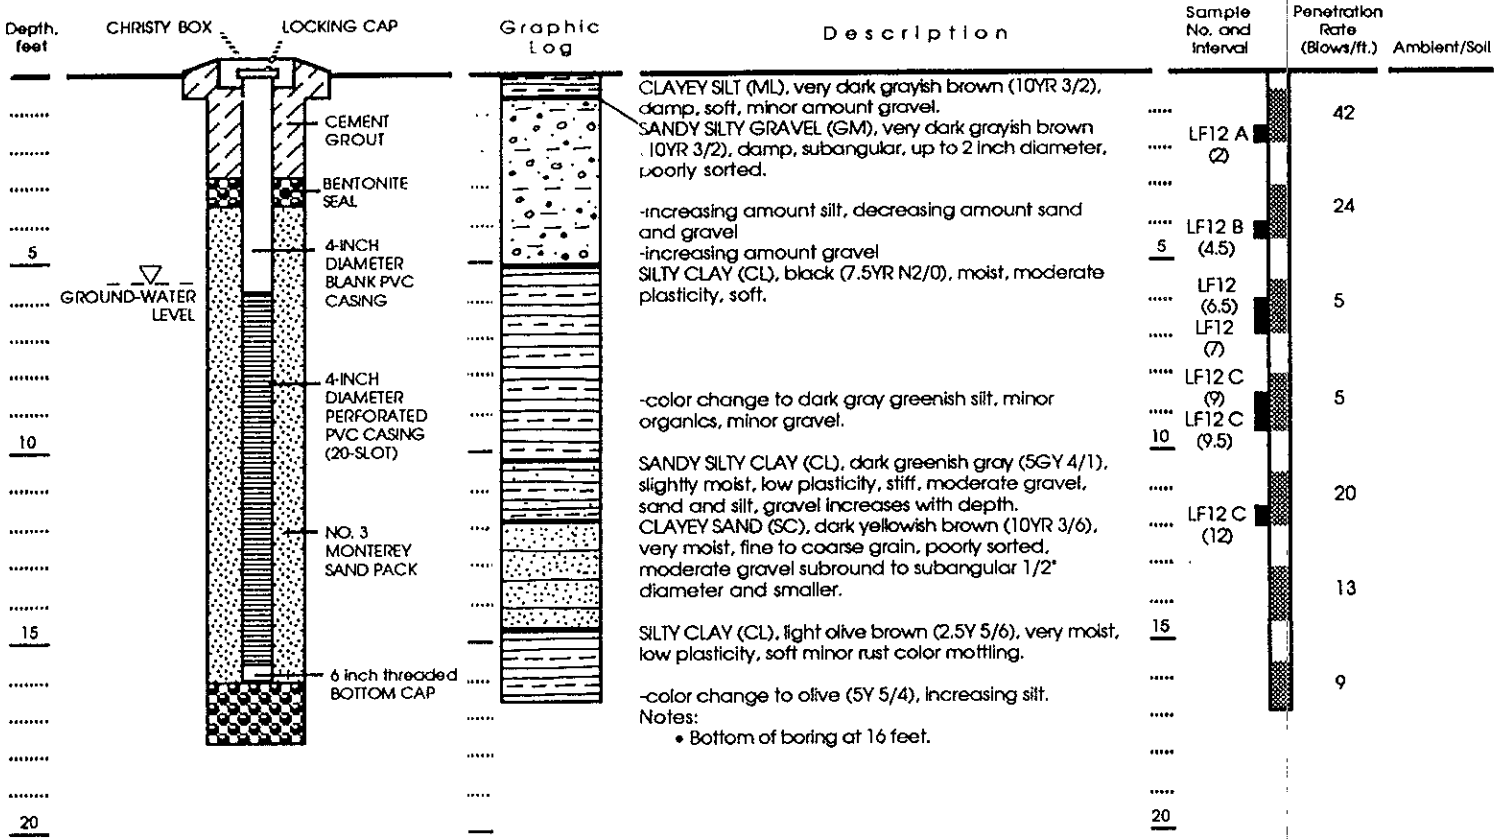 Depth,
feet
CHRISTY BOX
LOCKING CAP
Graphic
Log
Description
Sample
No. and
Interval
Penetration
Rate
(Blows/ft.)
Ambient/Soil
CEMENT
GROUT
BENTONITE
SEAL
4-INCH
DIAMETER
BLANK PVC
CASING
GROUND-WATER
LEVEL
4-INCH
DIAMETER
PERFORATED
PVC CASING
(20-SLOT)
NO. 3
MONTEREY
SAND PACK
6 inch threaded
BOTTOM CAP
5
10
15
20
CLAYEY SILT (ML), very dark grayish brown (10YR 3/2),
damp, soft, minor amount gravel.
SANDY SILTY GRAVEL (GM), very dark grayish brown
10YR 3/2), damp, subangular, up to 2 inch diameter,
poorly sorted.
-increasing amount silt, decreasing amount sand
and gravel
-increasing amount gravel
SILTY CLAY (CL), black (7.5YR N2/0), moist, moderate
plasticity, soft.
-color change to dark gray greenish silt, minor
organics, minor gravel.
SANDY SILTY CLAY (CL), dark greenish gray (5GY 4/1),
slightly moist, low plasticity, stiff, moderate gravel,
sand and silt, gravel increases with depth.
CLAYEY SAND (SC), dark yellowish brown (10YR 3/6),
very moist, fine to coarse grain, poorly sorted,
moderate gravel subround to subangular 1/2"
diameter and smaller.
SILTY CLAY (CL), light olive brown (2.5Y 5/6), very moist,
low plasticity, soft minor rust color mottling.
-color change to olive (5Y 5/4), increasing silt.
Notes:
• Bottom of boring at 16 feet.
5
10
15
20
LF12 A
(2)
LF12 B
(4.5)
LF12
(6.5)
LF12
(7)
LF12 C
(9)
LF12 C
(9.5)
LF12 C
(12)
42
24
5
5
20
13
9